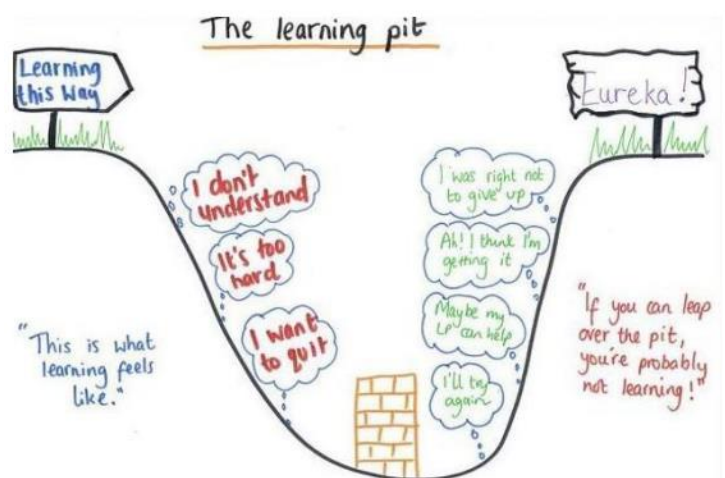 The learning pit
Learning
this Way
Eureka!
I don't
understand
It's too
hard
I want
to quit
I was right not
to give up
Ah! I think I'm
getting it
Maybe my
LP can help
I'll try
again
"This is what
learning feels
like."
"If you can leap
over the pit,
you're probably
not learning!"